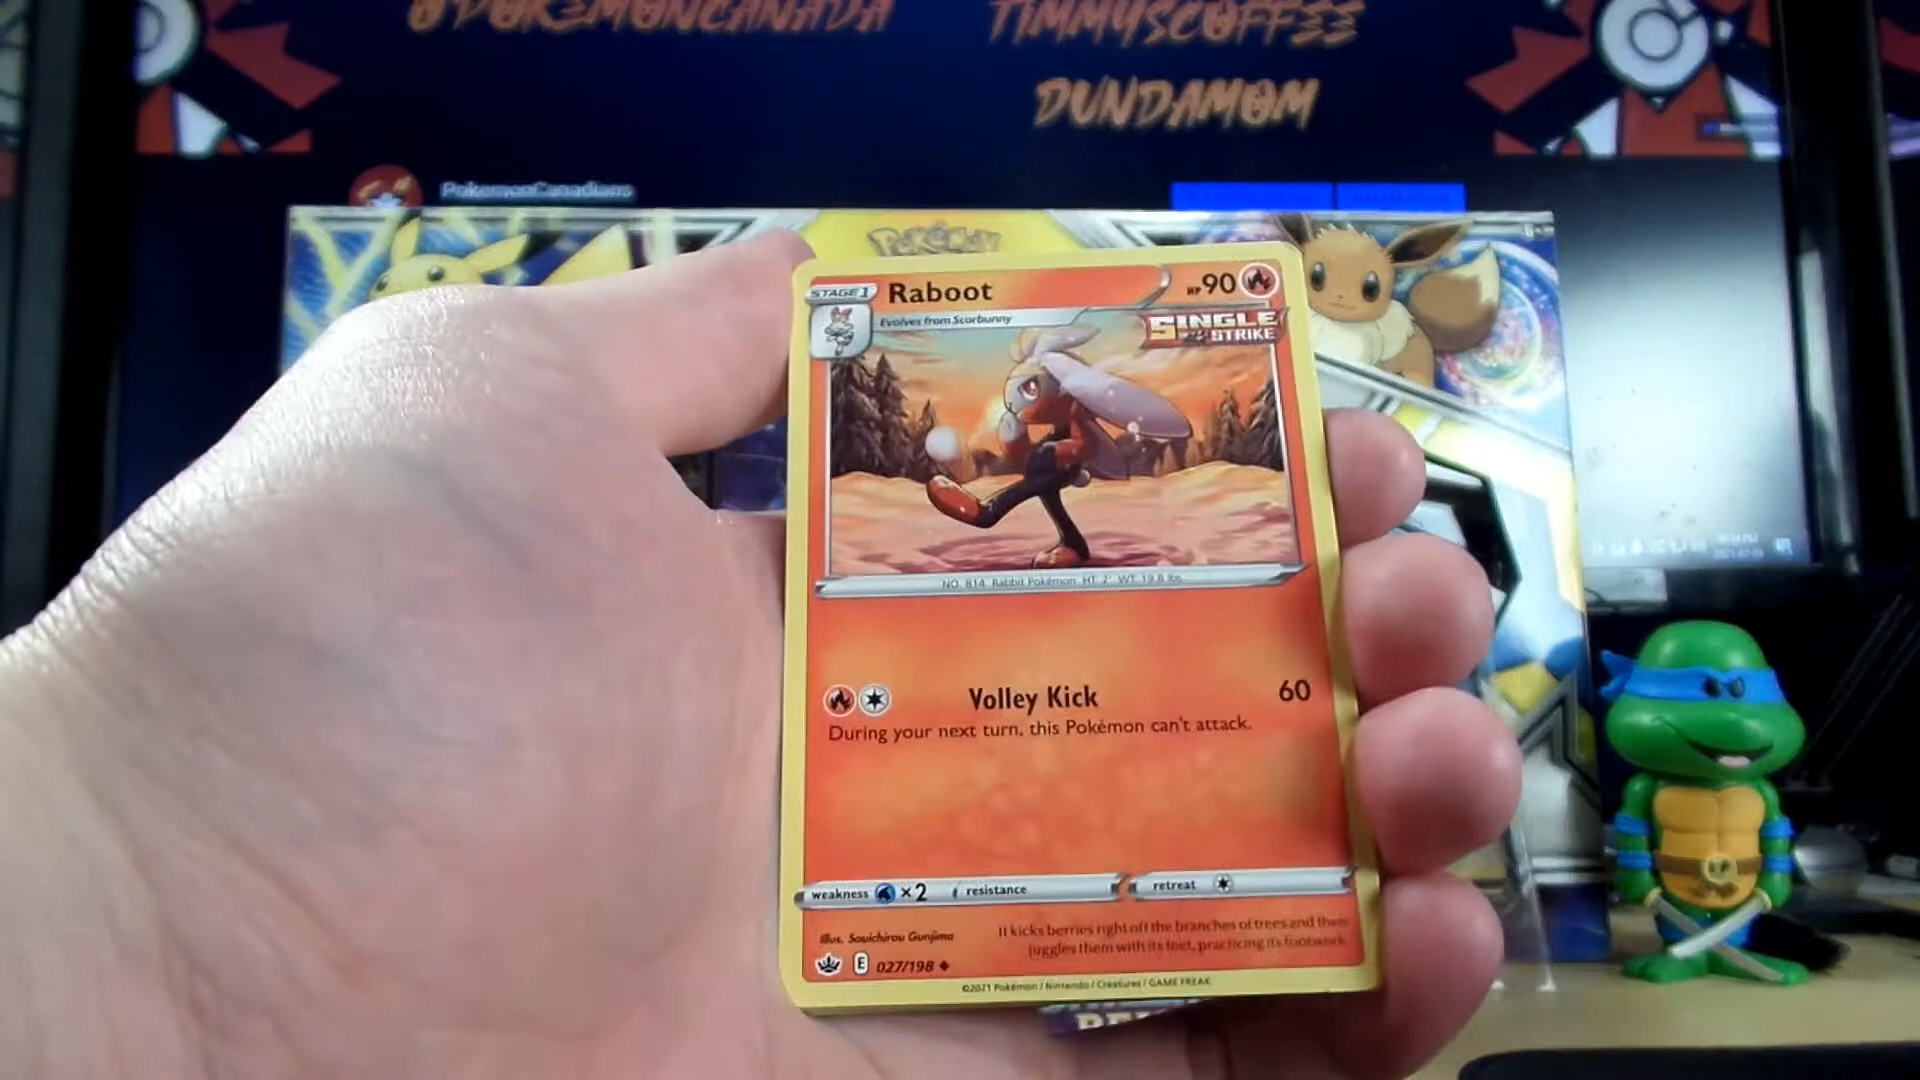 @POKEMONCANADA
TIMMYSCOFFEE
DUNDAMOM
PokemonCanadians
Pokémon
STAGE 1
Raboot
HP 90
Evolves from Scorbunny
SINGLE
STRIKE
NO. 814 Rabbit Pokémon HT: 2' WT: 19.8 lbs
Volley Kick 60
During your next turn, this Pokémon can't attack.
weakness ×2 resistance retreat
Illus. Souichirou Gunjima
It kicks berries right off the branches of trees and then
juggles them with its feet, practicing its footwork.
E 027/198
©2021 Pokémon / Nintendo / Creatures / GAME FREAK